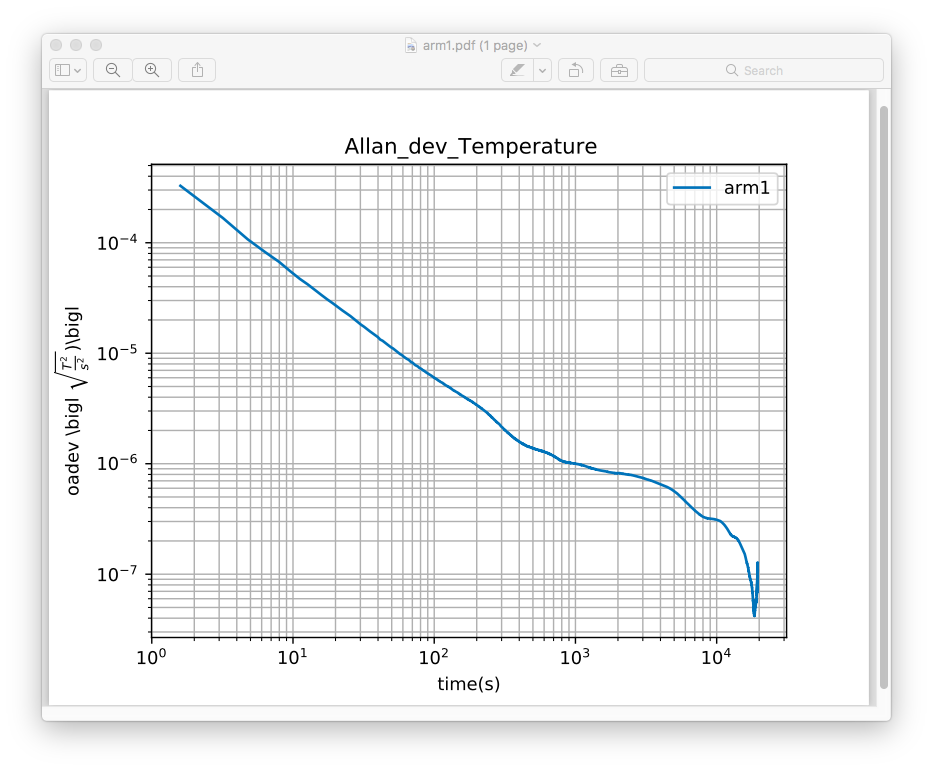 arm1.pdf (1 page)
Search
Allan_dev_Temperature
arm1
10⁻⁴
10⁻⁵
10⁻⁶
10⁻⁷
oadev \bigl √(T²/s²) )\bigl
10⁰ 10¹ 10² 10³ 10⁴
time(s)